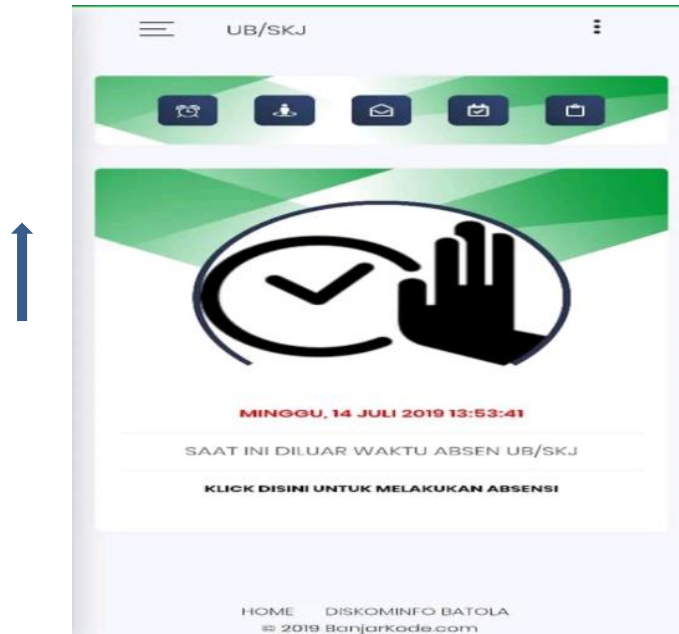 UB/SKJ
MINGGU, 14 JULI 2019 13:53:41
SAAT INI DILUAR WAKTU ABSEN UB/SKJ
KLICK DISINI UNTUK MELAKUKAN ABSENSI
HOME DISKOMINFO BATOLA
© 2019 BanjarKode.com